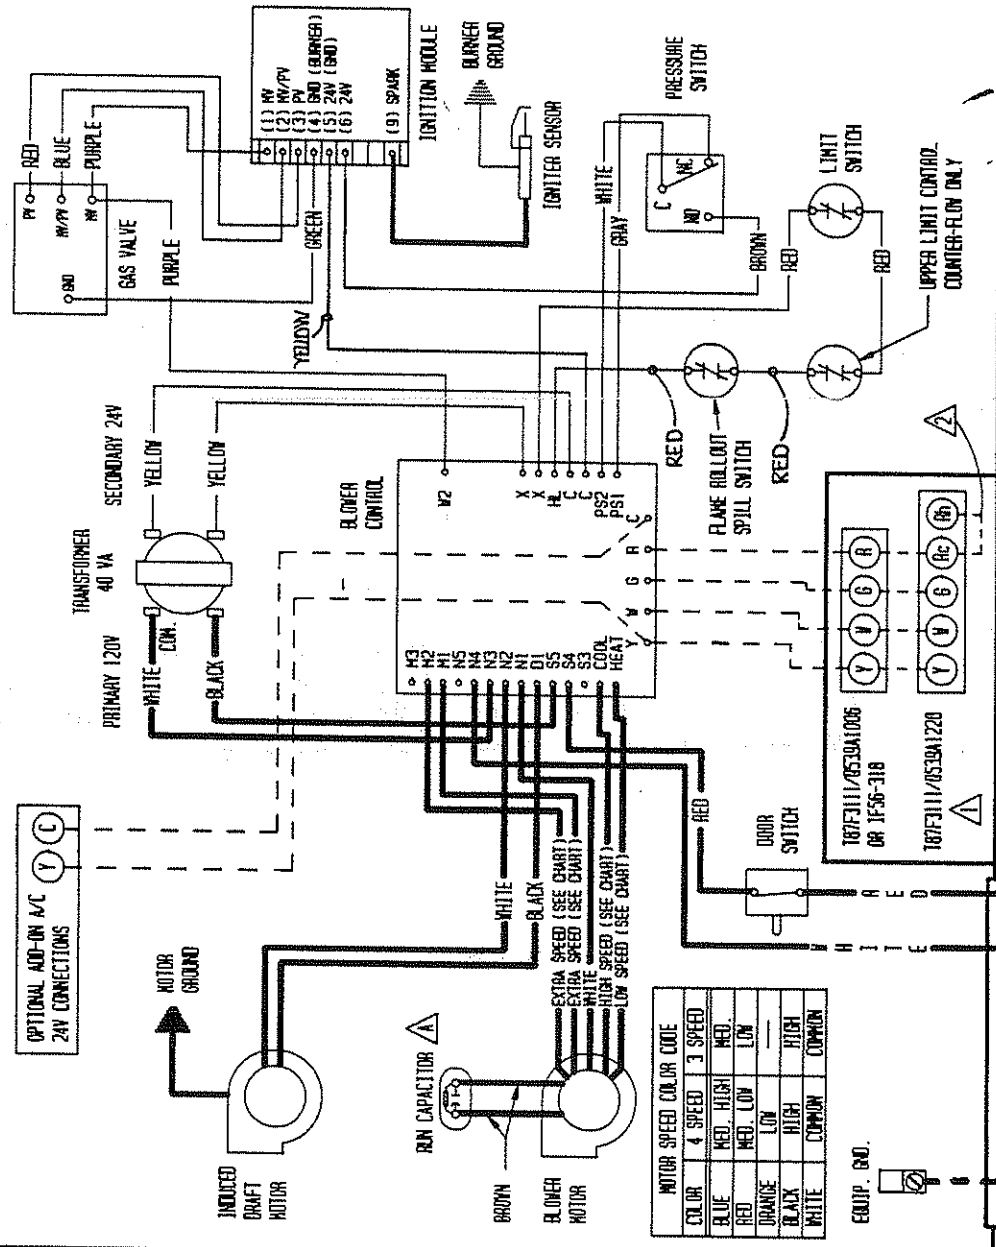 OPTIONAL ADD-ON A/C
24V CONNECTIONS
Y C
MOTOR
GROUND
INDUCED
DRAFT
MOTOR
RUN CAPACITOR
A
BROWN
BLOWER
MOTOR
MOTOR SPEED COLOR CODE
COLOR 4 SPEED 3 SPEED
BLUE MED. HIGH MED.
RED MED. LOW LOW
ORANGE LOW —
BLACK HIGH HIGH
WHITE COMMON COMMON
EQUIP. GND.
G
WHITE
BLACK
EXTRA SPEED (SEE CHART)
EXTRA SPEED (SEE CHART)
WHITE
HIGH SPEED (SEE CHART)
LOW SPEED (SEE CHART)
PRIMARY 120V
TRANSFORMER
40 VA
SECONDARY 24V
WHITE
COM.
BLACK
YELLOW
YELLOW
BLOWER
CONTROL
M3
M2
M1
N5
N4
N3
N2
N1
D1
S5
S4
S3
COOL
HEAT
W2
X
X
HL
C
C
PS2
PS1
Y W G R C
RED
DOOR
SWITCH
RED
WHITE
T87F3111/Q539A1006
OR 1F56-318
Y W G R
T87F3111/Q539A1220
Y W G Rc Rh
1
2
PV
MV/PV
MV
GND
GAS VALVE
RED
BLUE
PURPLE
PURPLE
(1) MV
(2) MV/PV
(3) PV
(4) GND (BURNER)
(5) 24V (GND)
(6) 24V
(9) SPARK
IGNITION MODULE
GREEN
YELLOW
BURNER
GROUND
IGNITER SENSOR
WHITE
GRAY
PRESSURE
SWITCH
C
NC
NO
BROWN
RED
LIMIT
SWITCH
RED
UPPER LIMIT CONTROL
COUNTER-FLOW ONLY
RED
FLAME ROLLOUT
SPILL SWITCH
RED